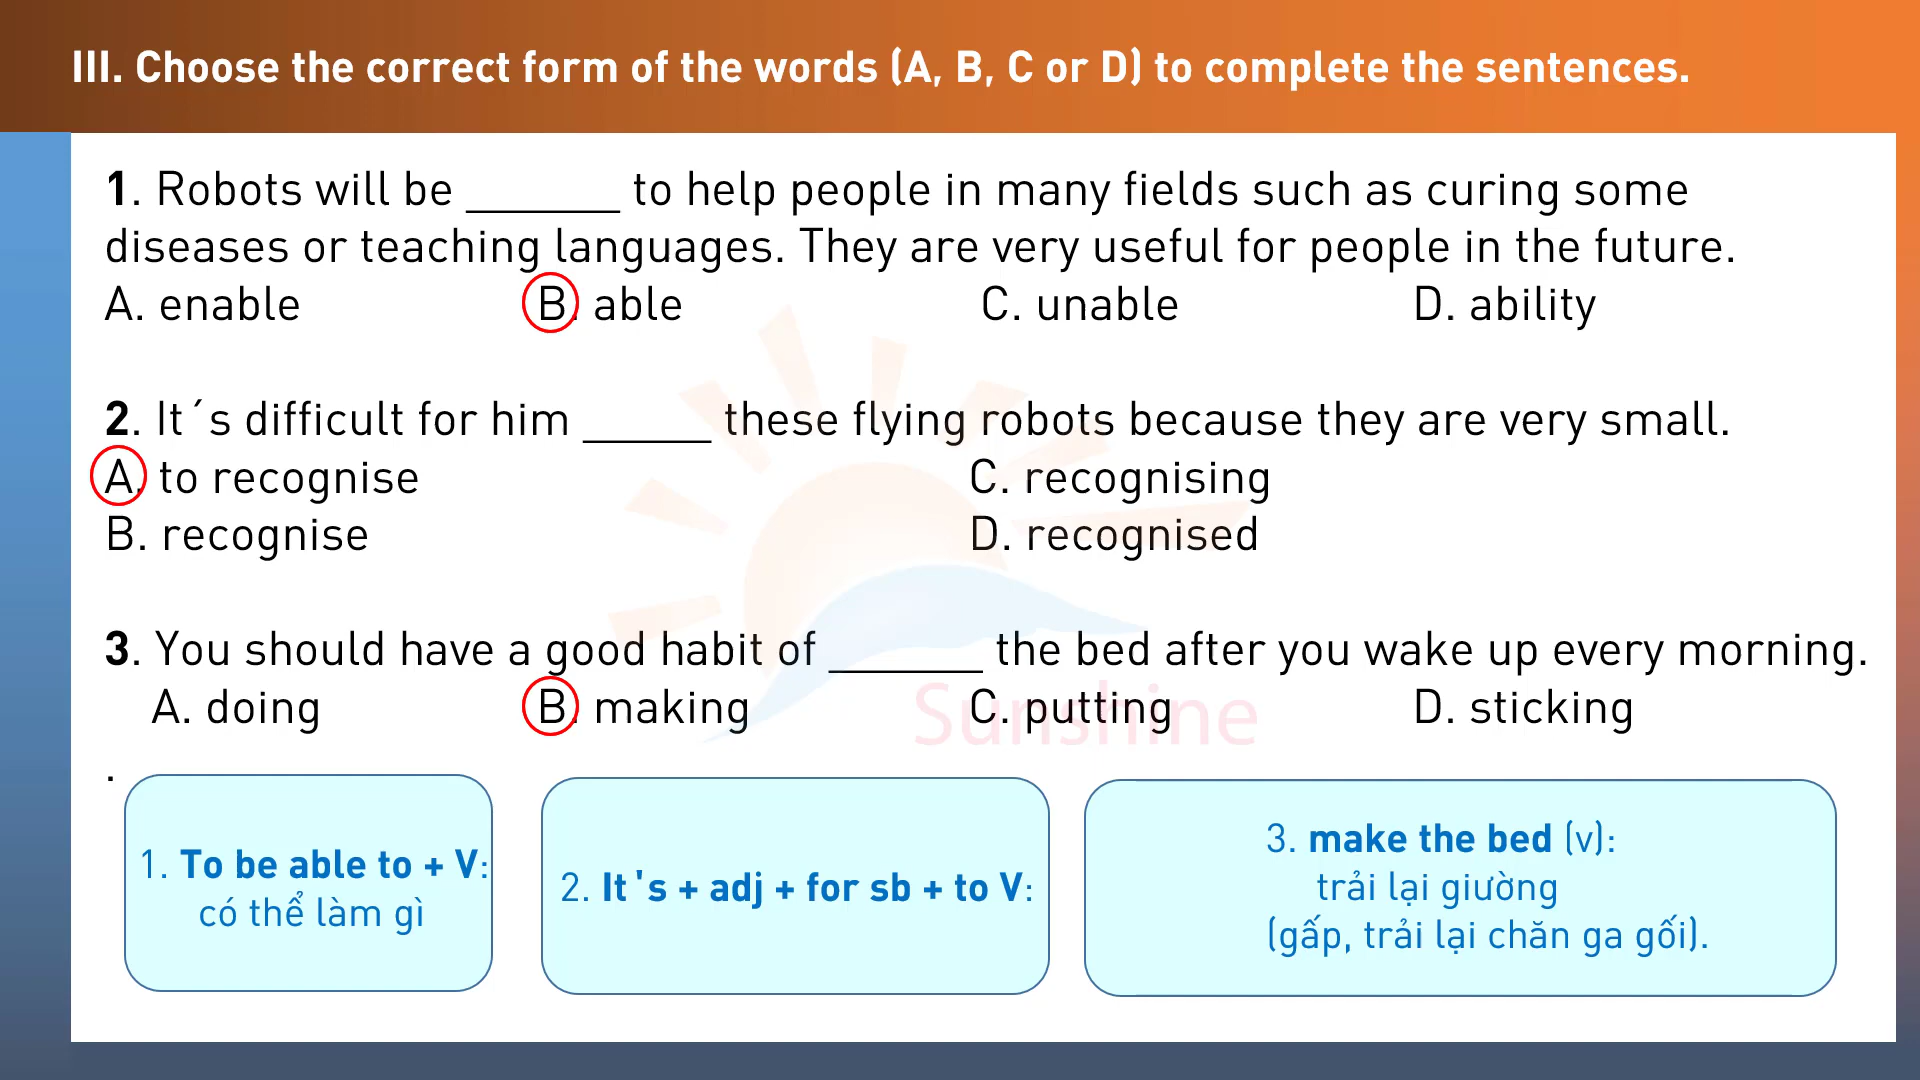 III. Choose the correct form of the words (A, B, C or D) to complete the sentences.
1. Robots will be ______ to help people in many fields such as curing some
diseases or teaching languages. They are very useful for people in the future.
A. enable B. able C. unable D. ability
2. It´s difficult for him _____ these flying robots because they are very small.
A. to recognise C. recognising
B. recognise D. recognised
3. You should have a good habit of ______ the bed after you wake up every morning.
A. doing B. making C. putting D. sticking
Sunshine
.
1. To be able to + V:
có thể làm gì
2. It's + adj + for sb + to V:
3. make the bed (v):
trải lại giường
(gấp, trải lại chăn ga gối).